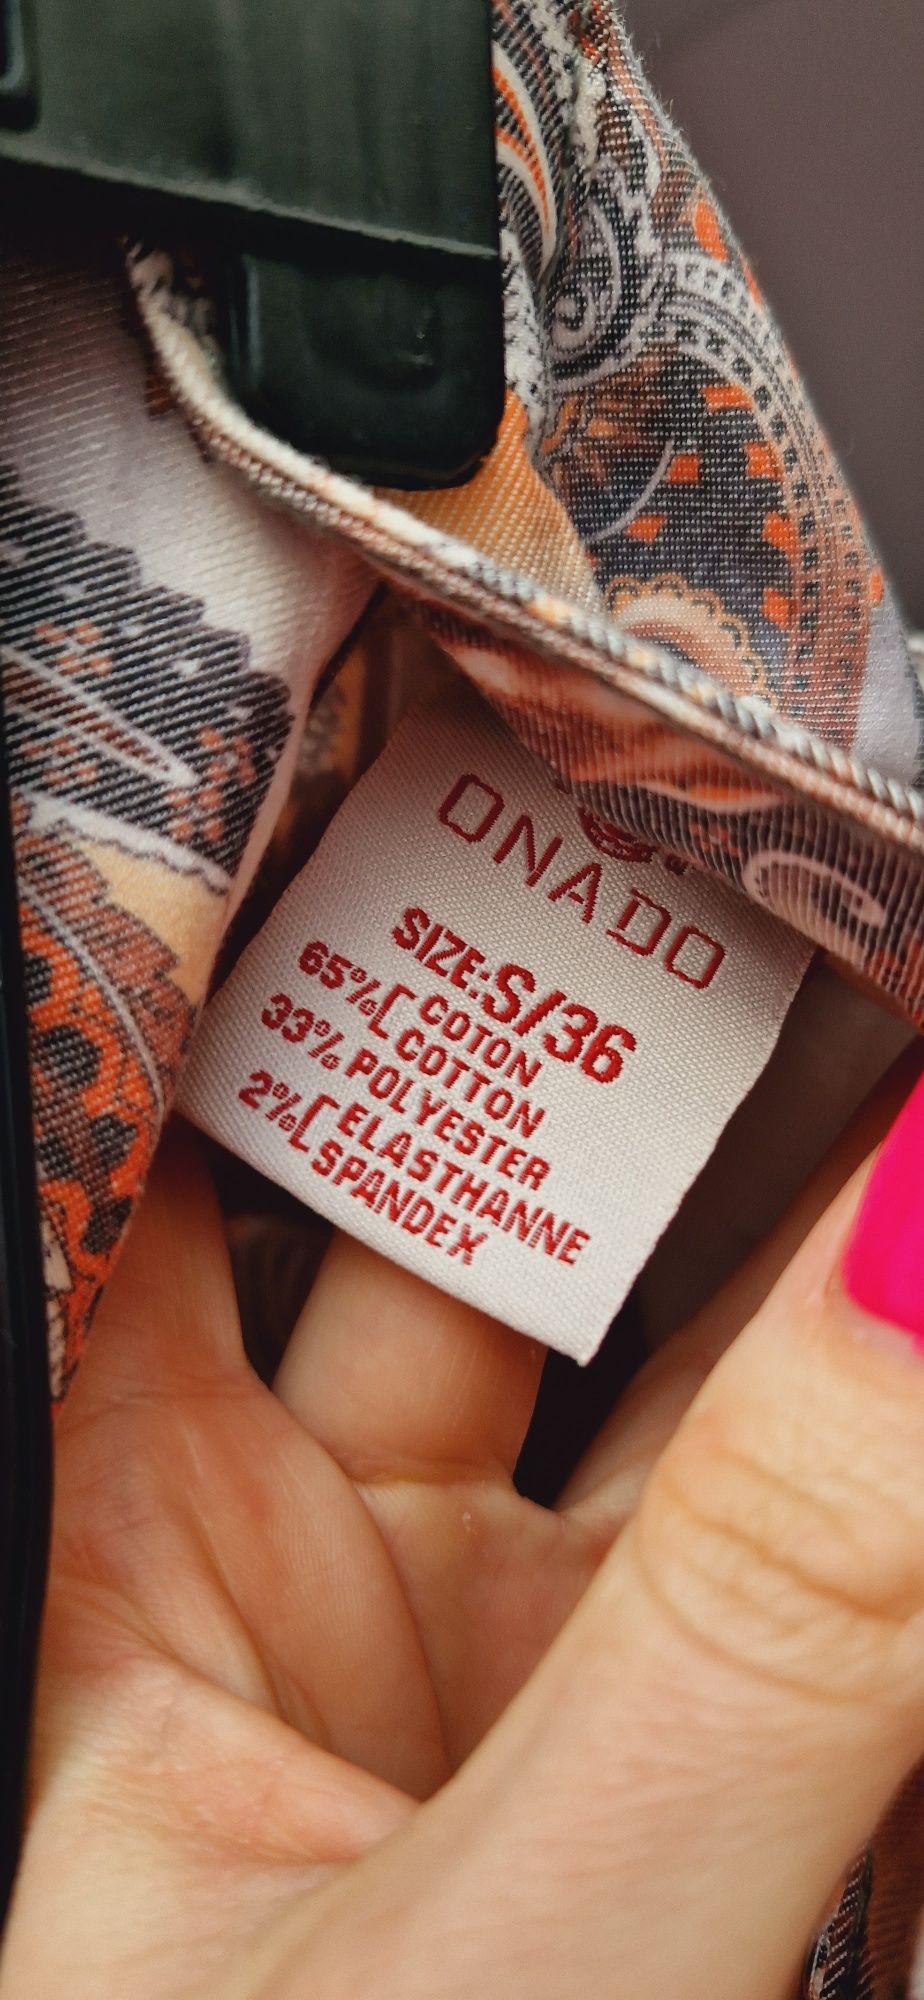 ONADO
SIZE:S/36
65%[COTON
COTTON
33% POLYESTER
2%[ELASTHANNE
SPANDEX